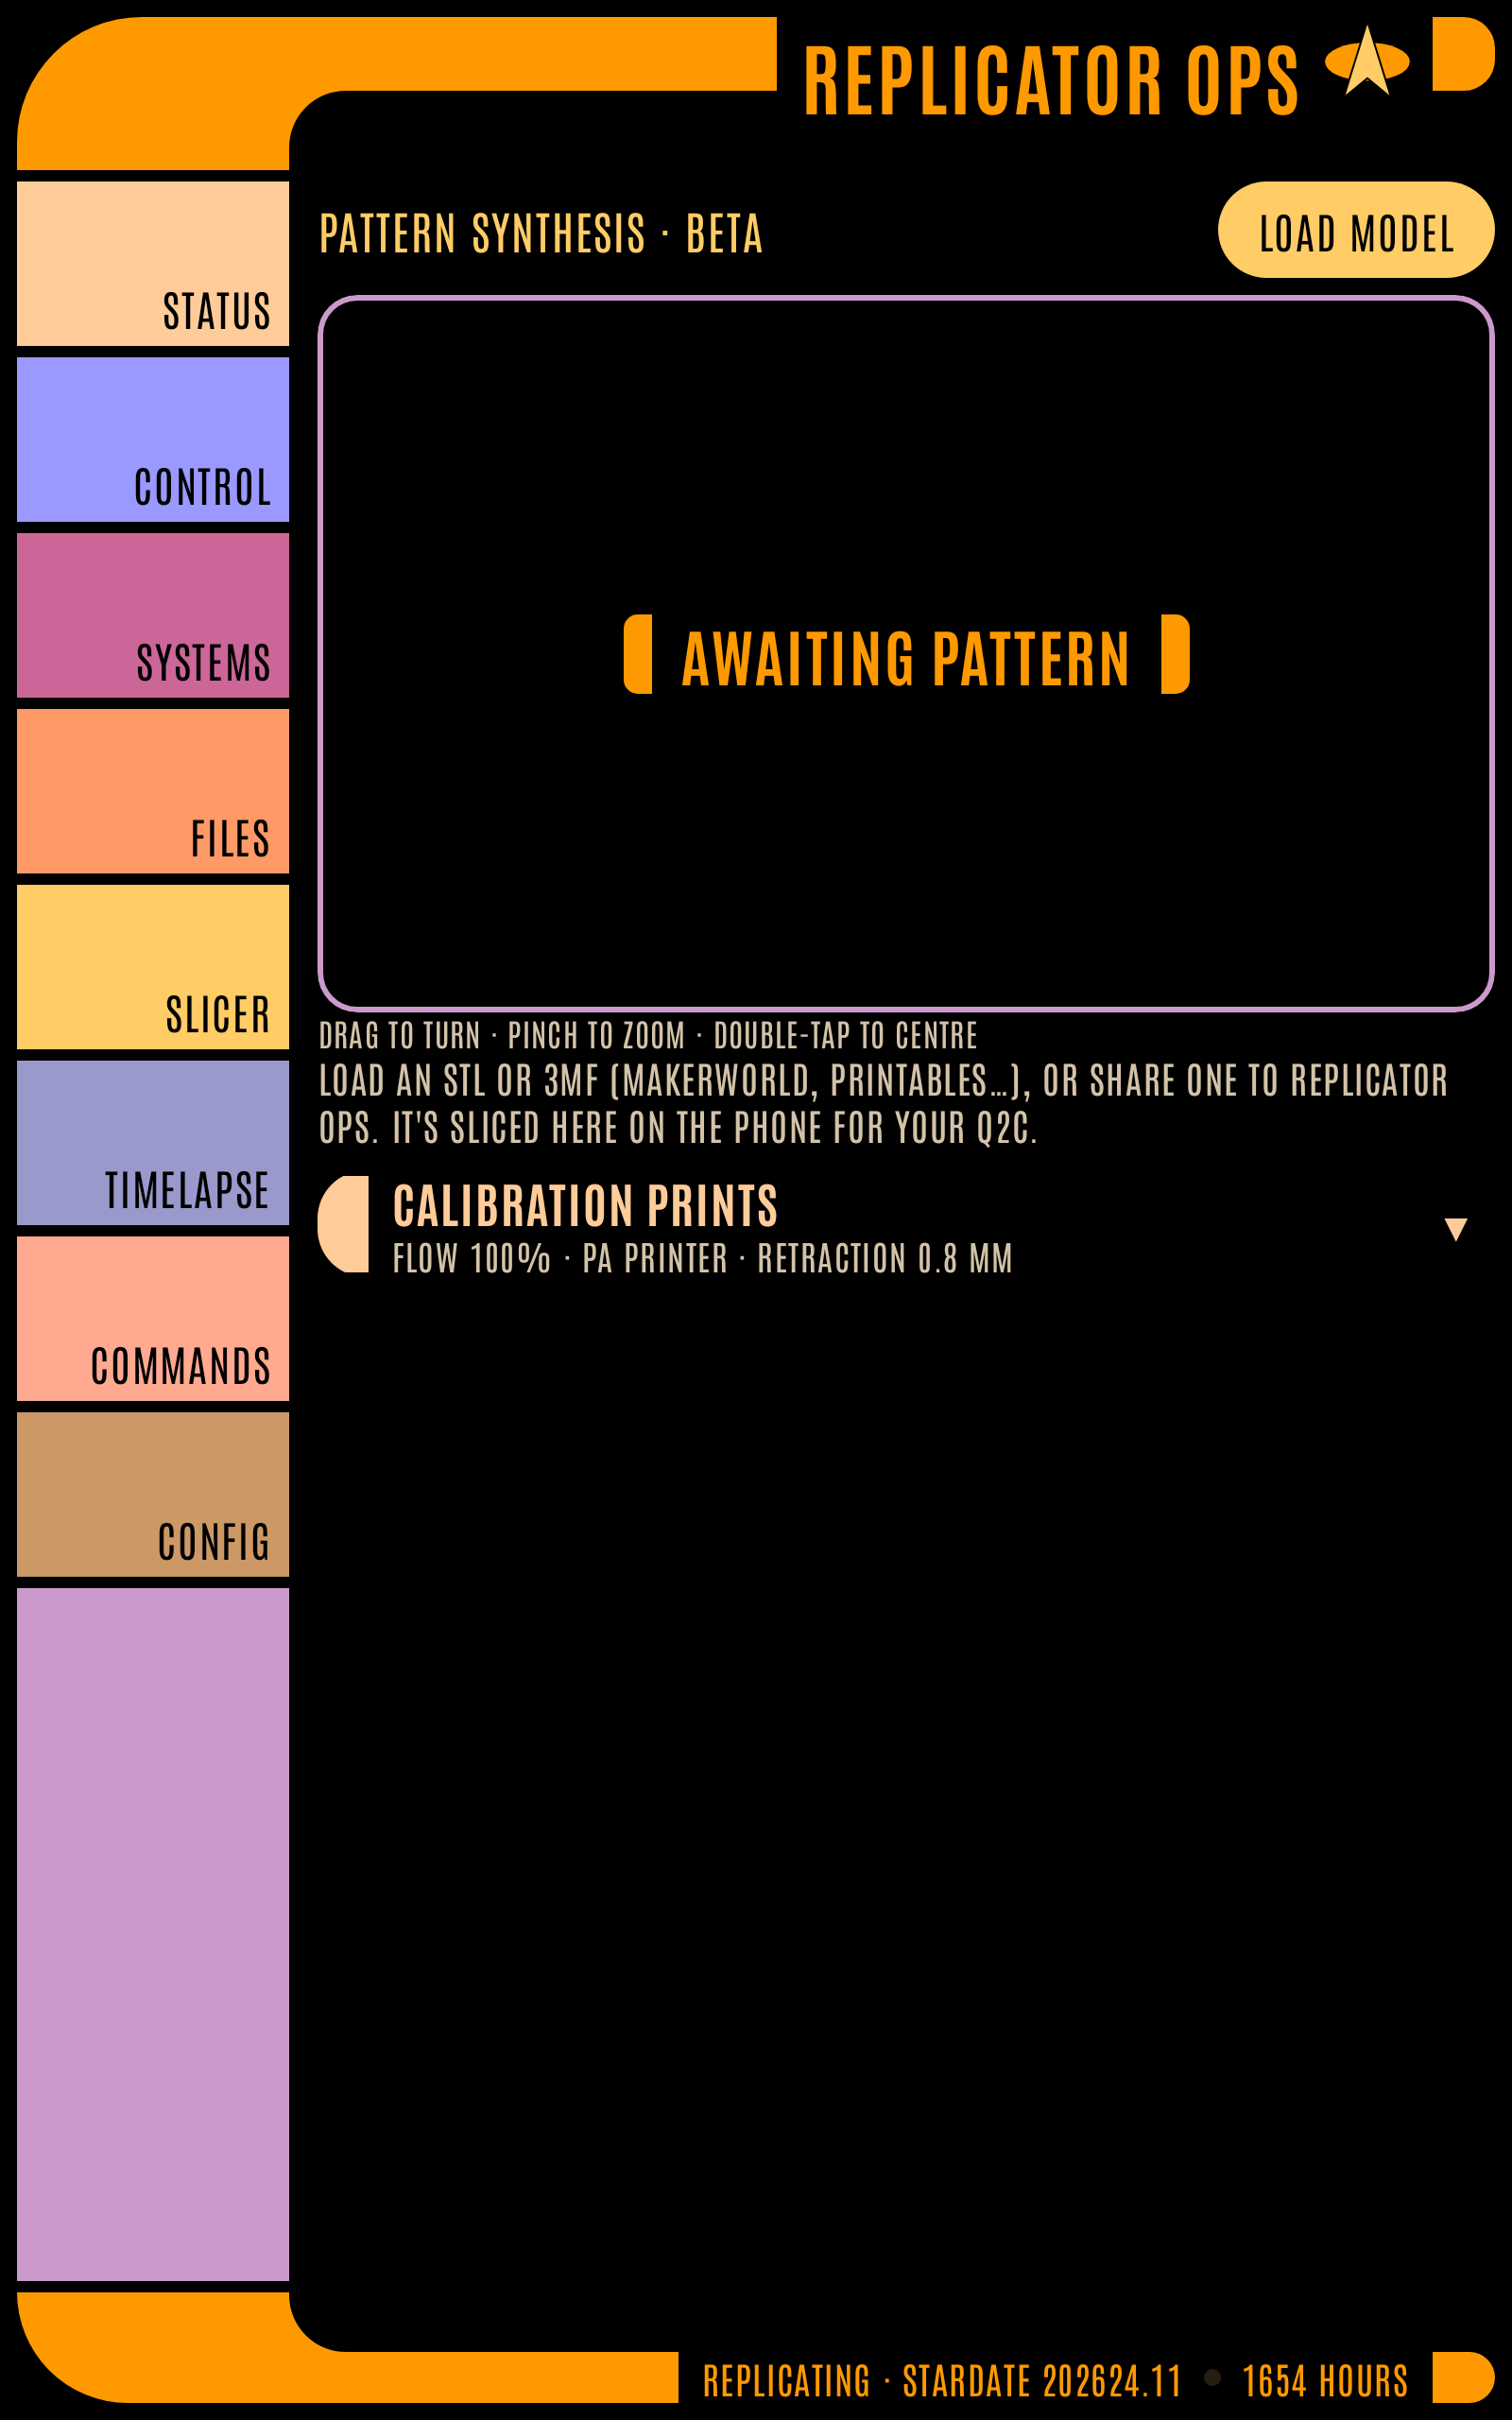 REPLICATOR OPS
PATTERN SYNTHESIS · BETA
LOAD MODEL
STATUS
CONTROL
SYSTEMS
FILES
SLICER
TIMELAPSE
COMMANDS
CONFIG
AWAITING PATTERN
DRAG TO TURN · PINCH TO ZOOM · DOUBLE-TAP TO CENTRE
LOAD AN STL OR 3MF (MAKERWORLD, PRINTABLES…), OR SHARE ONE TO REPLICATOR
OPS. IT'S SLICED HERE ON THE PHONE FOR YOUR Q2C.
CALIBRATION PRINTS
▼
FLOW 100% · PA PRINTER · RETRACTION 0.8 MM
REPLICATING · STARDATE 202624.11 ● 1654 HOURS